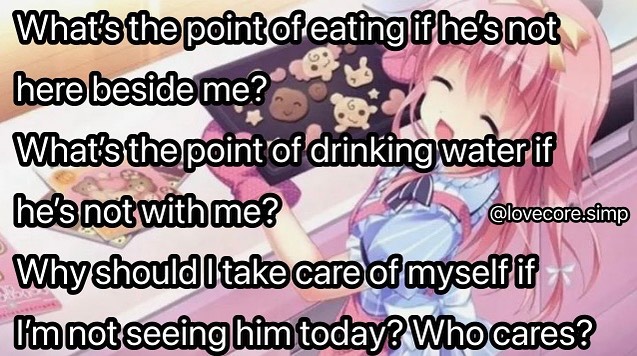 What's the point of eating if he's not
here beside me?
What's the point of drinking water if
he's not with me?
@lovecore.simp
Why should I take care of myself if
I'm not seeing him today? Who cares?